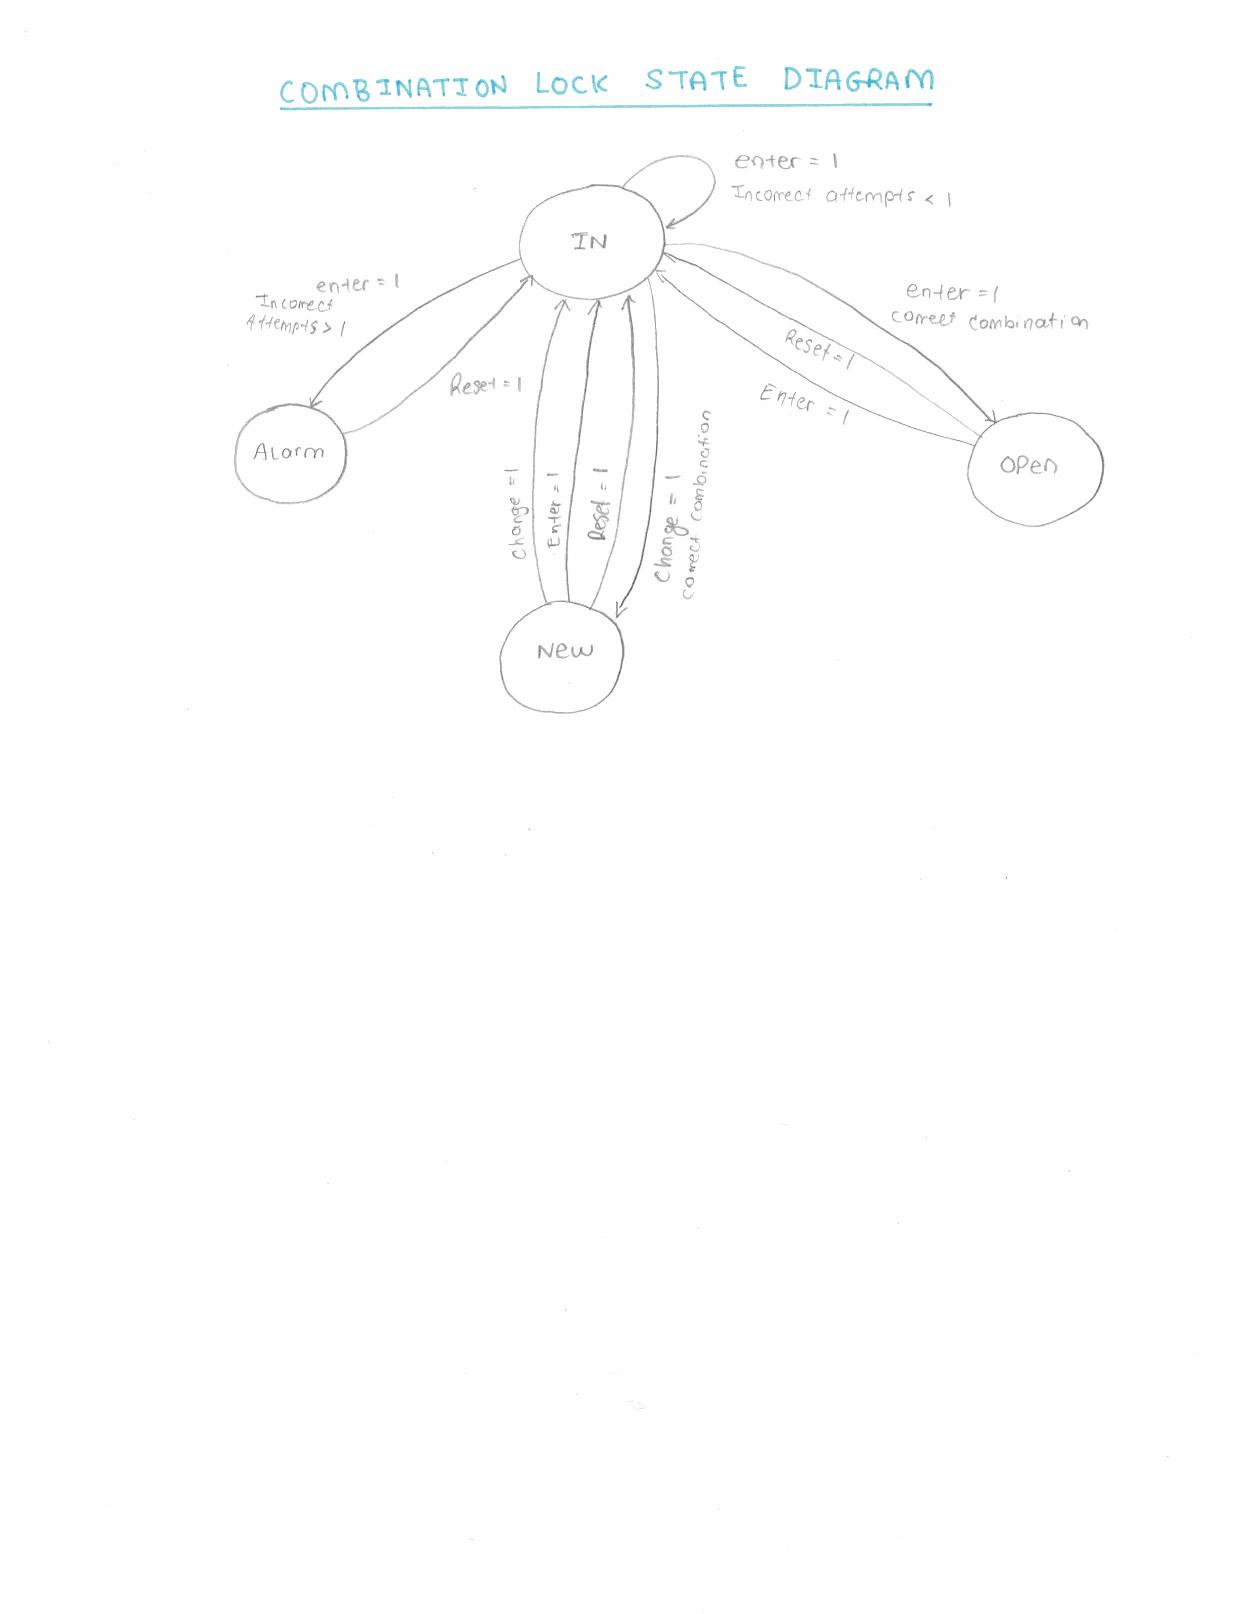 COMBINATION LOCK STATE DIAGRAM
enter = 1
Incorrect attempts < 1
IN
enter = 1
Incorrect
Attempts > 1
enter = 1
correct combination
Reset = 1
Reset = 1
Enter = 1
Alarm
Open
Change = 1
Enter = 1
Reset = 1
Change = 1
correct combination
New